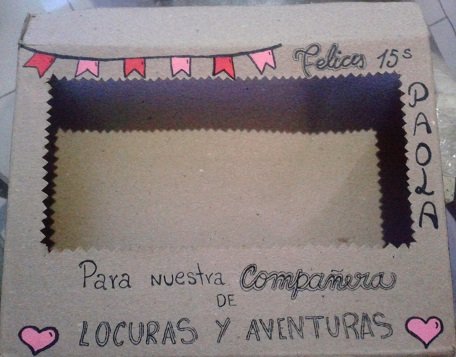 Felices 15s
PAOLA
Para nuestra Compañera
DE
LOCURAS Y AVENTURAS